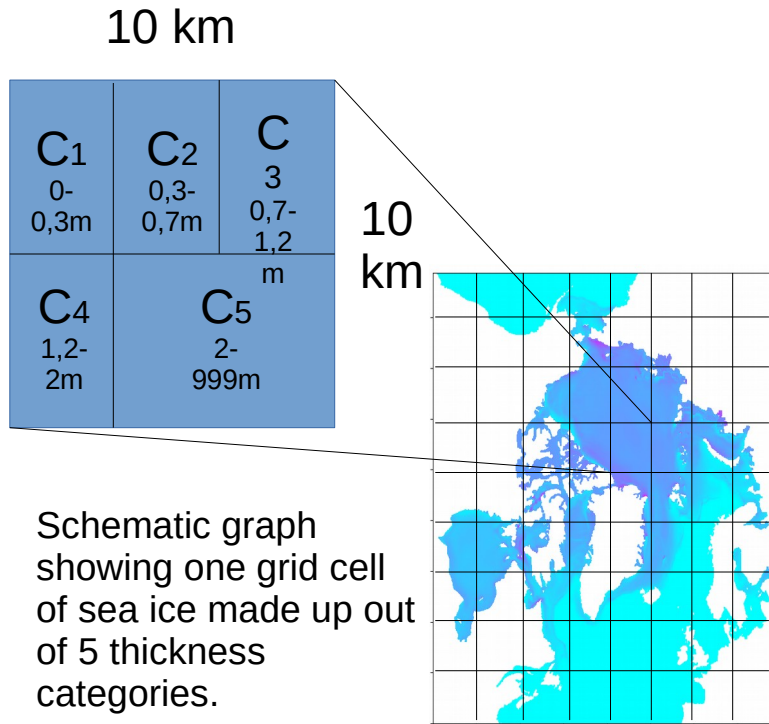 10 km
C1
0-
0,3m
C2
0,3-
0,7m
C
3
0,7-
1,2
m
10
km
C4
1,2-
2m
C5
2-
999m
Schematic graph
showing one grid cell
of sea ice made up out
of 5 thickness
categories.